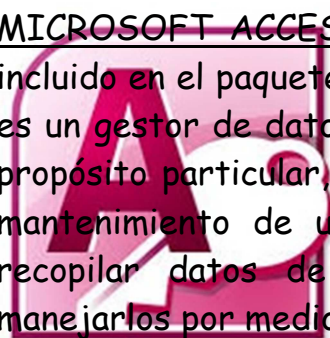 MICROSOFT ACCES
incluido en el paquete
es un gestor de dato
propósito particular,
mantenimiento de u
recopilar datos de
manejarlos por medio